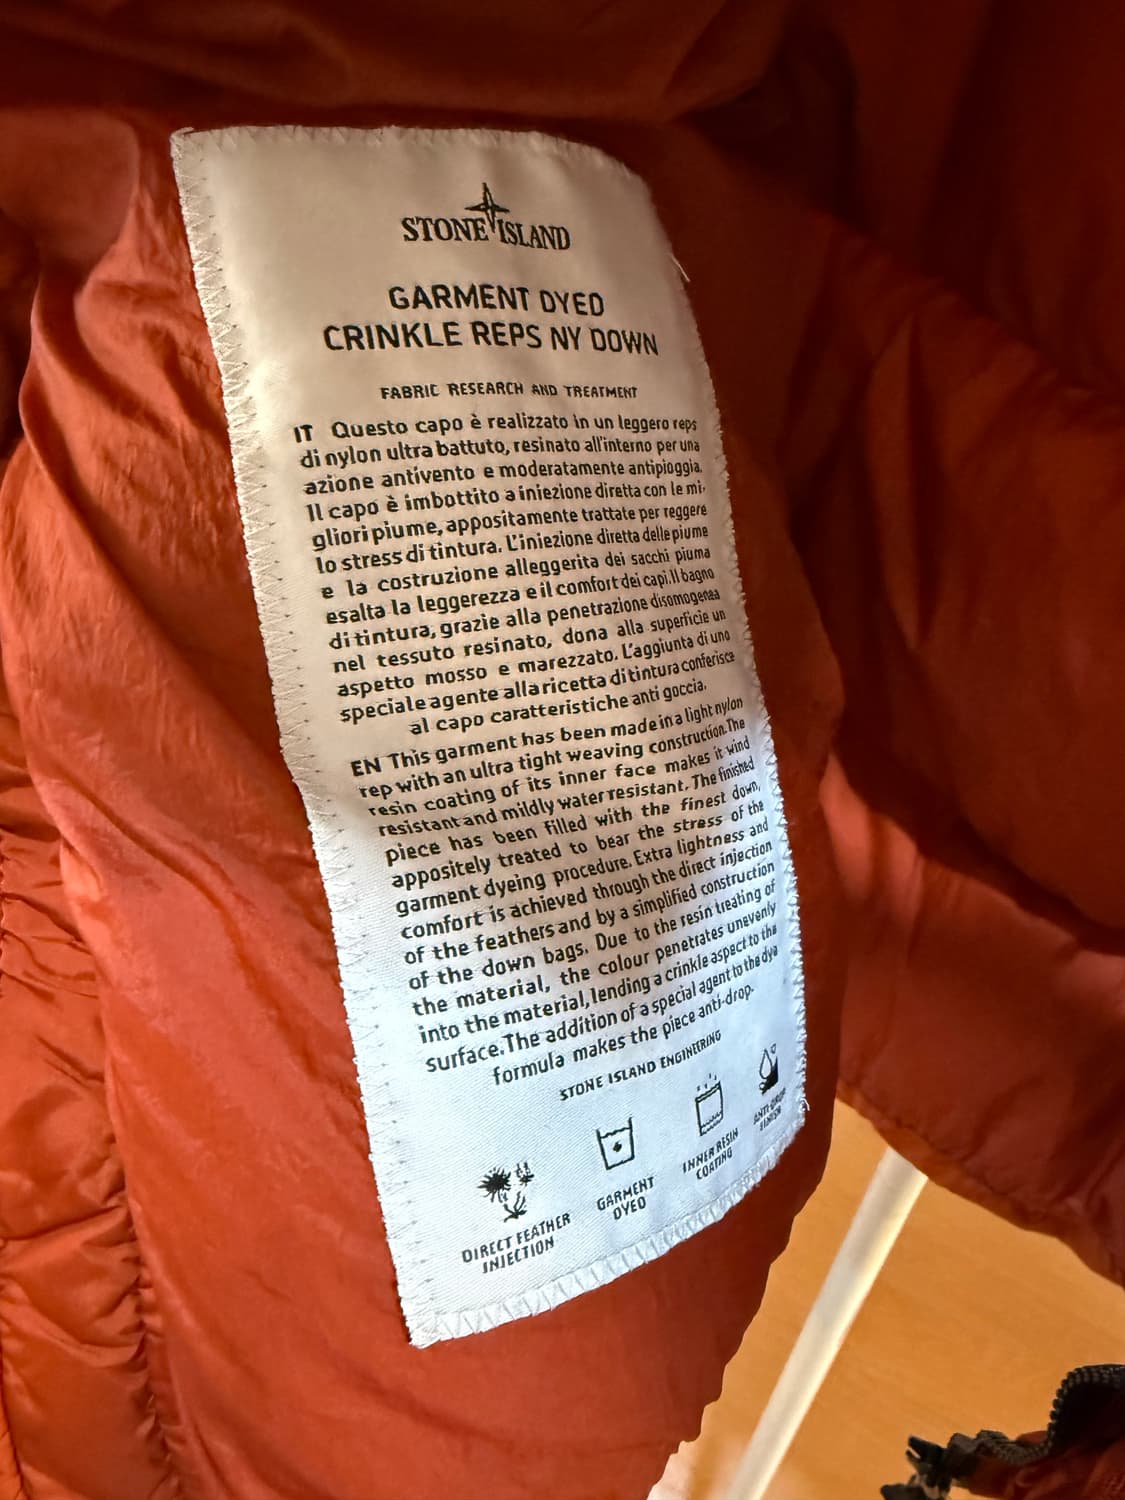 STONE ISLAND
GARMENT DYED
CRINKLE REPS NY DOWN
FABRIC RESEARCH AND TREATMENT
IT Questo capo è realizzato in un leggero reps
di nylon ultra battuto, resinato all'interno per una
azione antivento e moderatamente antipioggia.
Il capo è imbottito a iniezione diretta con le mi-
gliori piume, appositamente trattate per reggere
lo stress di tintura. L'iniezione diretta delle piume
e la costruzione alleggerita dei sacchi piuma
esalta la leggerezza e il comfort dei capi.Il bagno
di tintura, grazie alla penetrazione disomogenea
nel tessuto resinato, dona alla superficie un
aspetto mosso e marezzato. L'aggiunta di uno
speciale agente alla ricetta di tintura conferisce
al capo caratteristiche anti goccia.
EN This garment has been made in a light nylon
rep with an ultra tight weaving construction.The
resin coating of its inner face makes it wind
resistant and mildly water resistant. The finished
piece has been filled with the finest down,
appositely treated to bear the stress of the
garment dyeing procedure. Extra lightness and
comfort is achieved through the direct injection
of the feathers and by a simplified construction
of the down bags. Due to the resin treating of
the material, the colour penetrates unevenly
into the material, lending a crinkle aspect to the
surface.The addition of a special agent to the dye
formula makes the piece anti-drop.
STONE ISLAND ENGINEERING
DIRECT FEATHER
INJECTION
GARMENT
DYED
INNER RESIN
COATING
ANTI-DROP
FINISH